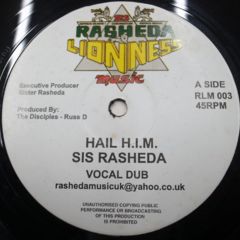 RASHEDA
LIONNESS
MUSIC
Executive Producer
Sister Rasheda
Produced By:
The Disciples - Russ D
A SIDE
RLM 003
45RPM
HAIL H.I.M.
SIS RASHEDA
VOCAL DUB
rashedamusicuk@yahoo.co.uk
UNAUTHORISED COPYING PUBLIC
PERFORMANCE OR BROADCASTING
OF THIS PRODUCTION
IS PROHIBITED